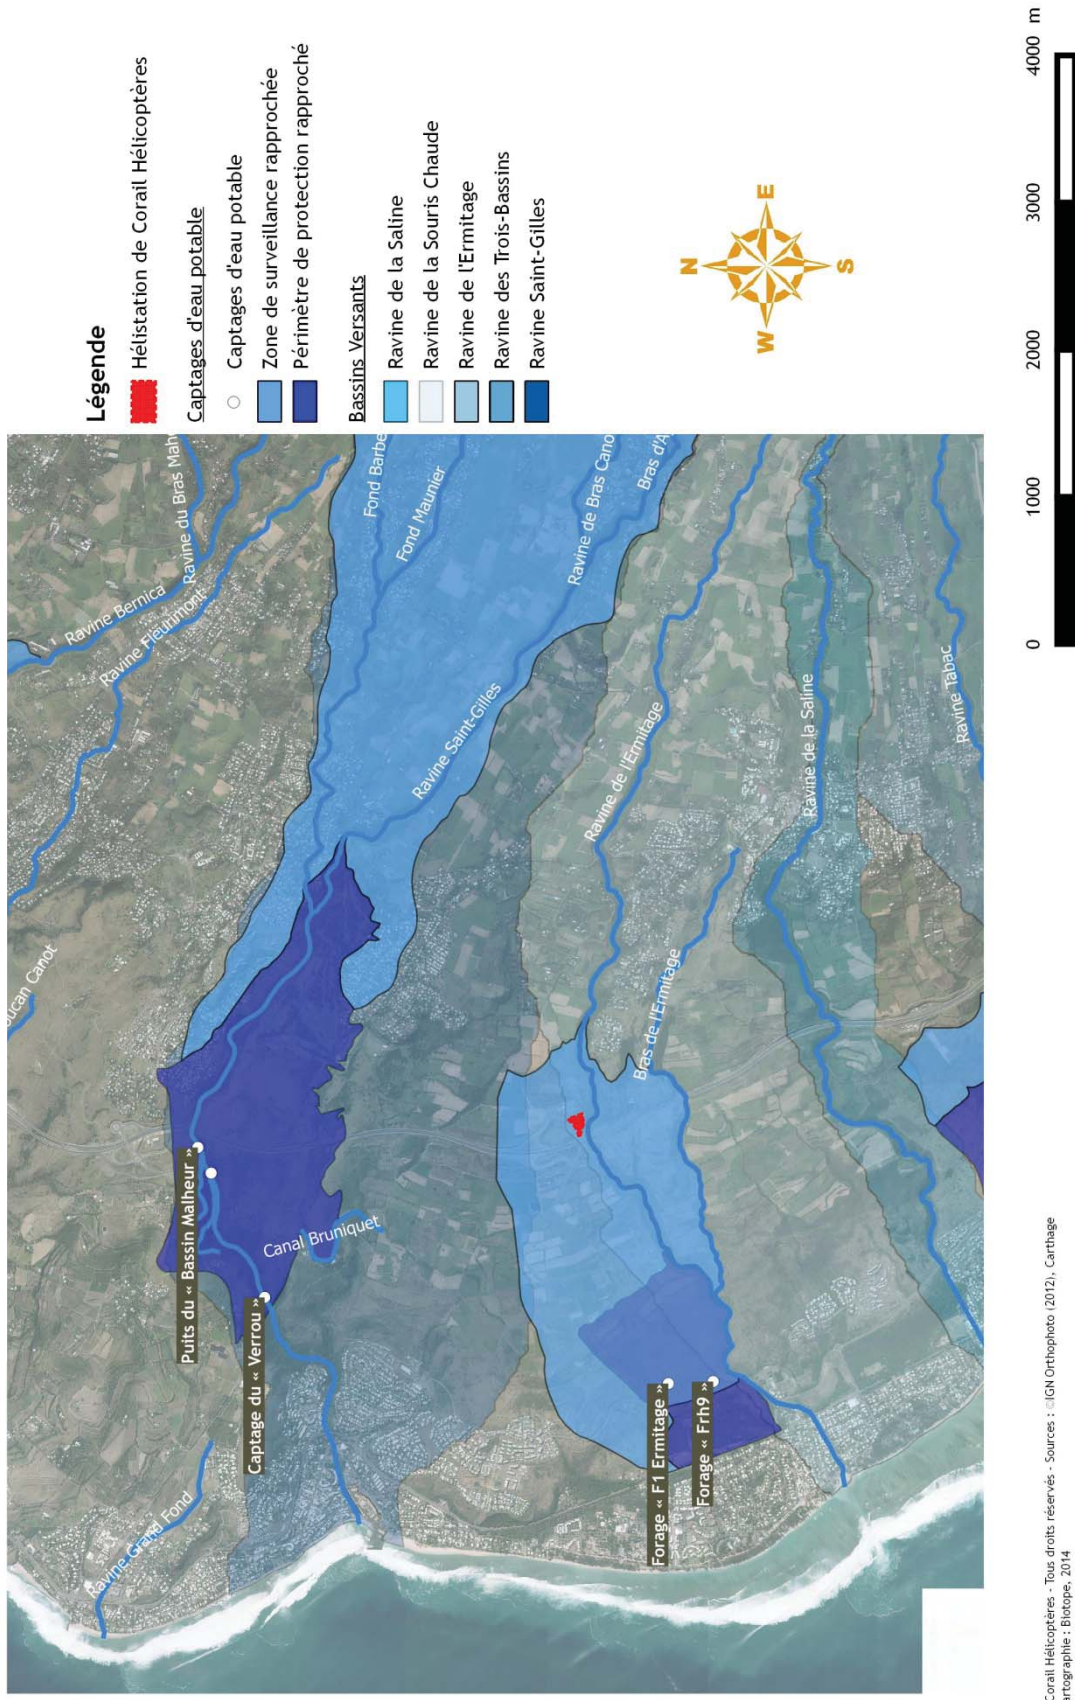 Légende
Hélistation de Corail Hélicoptères
Captages d'eau potable
Captages d'eau potable
Zone de surveillance rapprochée
Périmètre de protection rapproché
Bassins Versants
Ravine de la Saline
Ravine de la Souris Chaude
Ravine de l'Ermitage
Ravine des Trois-Bassins
Ravine Saint-Gilles
N
W
E
S
0
1000
2000
3000
4000 m
Ravine du Bras Mah
Ravine Bernica
Ravine Fleurimont
Fond Barbe
Fond Maunier
Ravine de Bras Cano
Bras d'A
Ravine Saint-Gilles
Ravine de l'Ermitage
Bras de l'Ermitage
Ravine de la Saline
Ravine Tabac
oucan Canot
Puits du « Bassin Malheur »
Canal Bruniquet
Captage du « Verrou »
Ravine Grand Fond
Forage « F1 Ermitage »
Forage « Frh9 »
Corail Hélicoptères - Tous droits réservés - Sources : ©IGN Orthophoto (2012), Carthage
artographie : Biotope, 2014